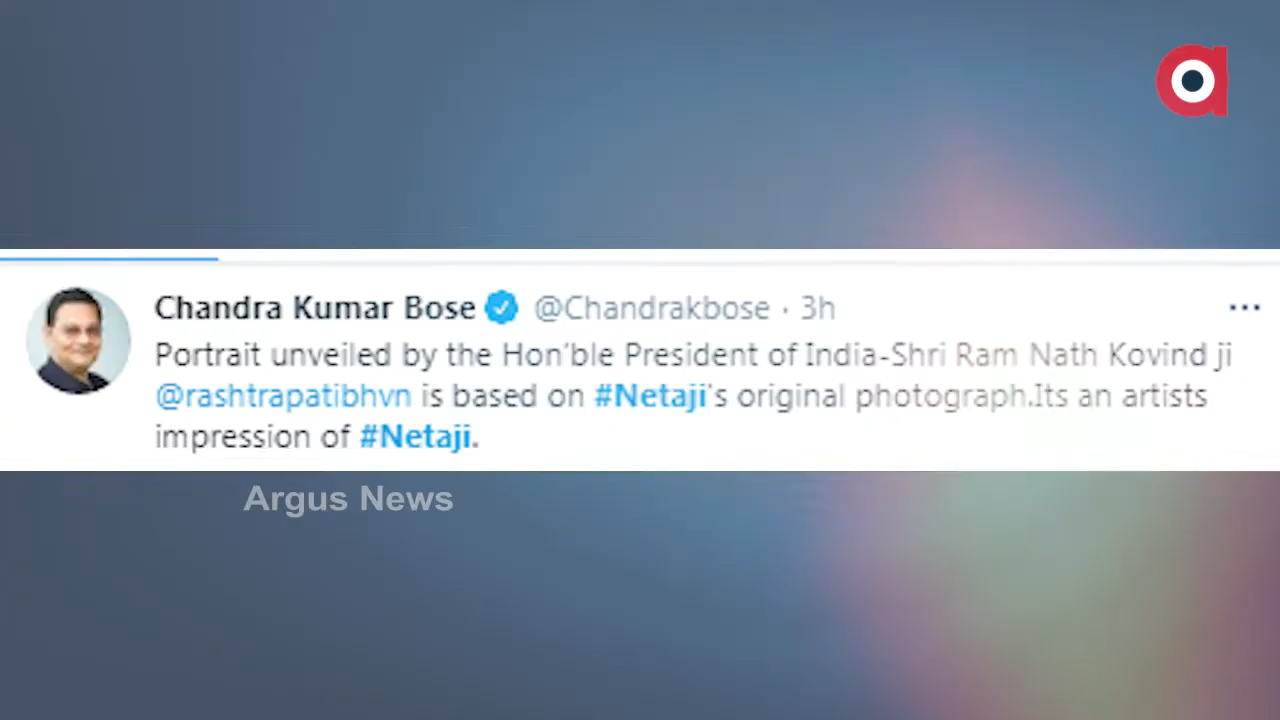 Chandra Kumar Bose @Chandrakbose · 3h
Portrait unveiled by the Hon'ble President of India-Shri Ram Nath Kovind ji
@rashtrapatibhvn is based on #Netaji's original photograph.Its an artists
impression of #Netaji.
Argus News